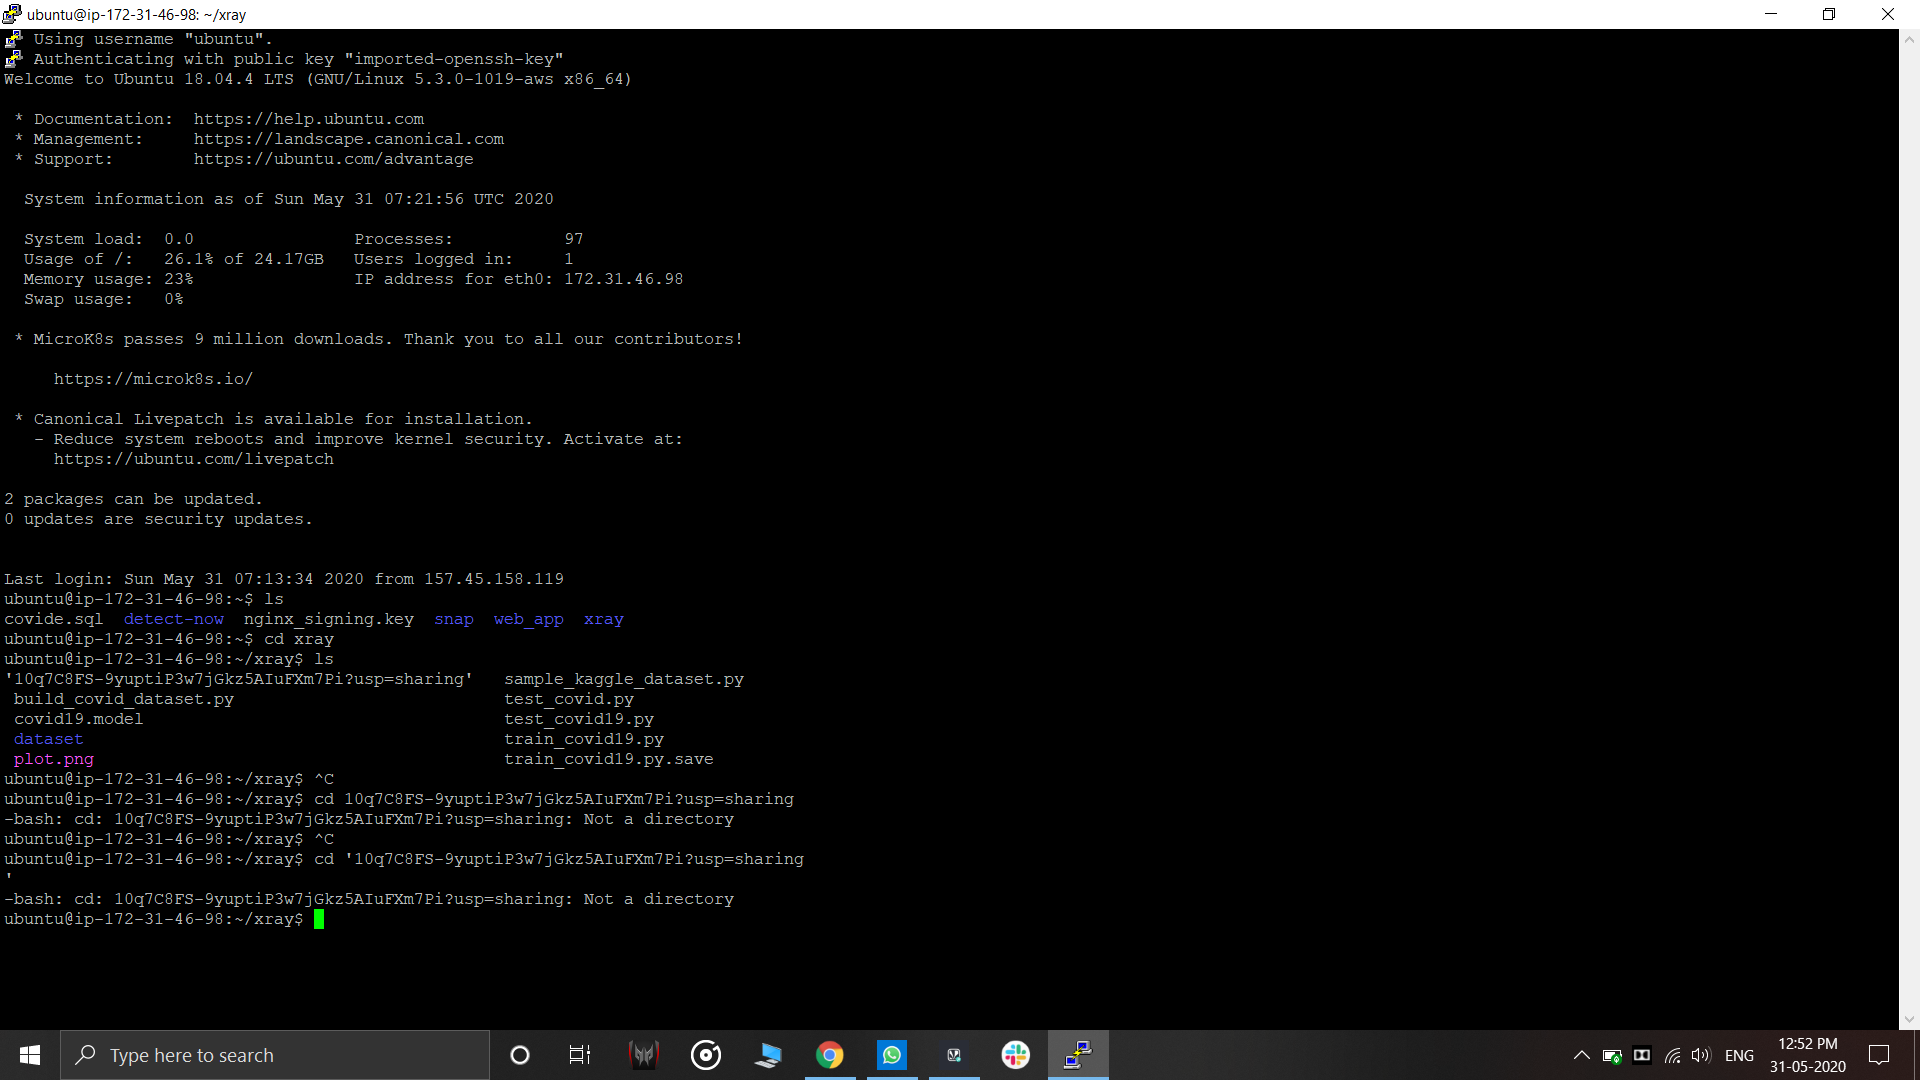 ubuntu@ip-172-31-46-98: ~/xray
Using username "ubuntu".
Authenticating with public key "imported-openssh-key"
Welcome to Ubuntu 18.04.4 LTS (GNU/Linux 5.3.0-1019-aws x86_64)
* Documentation:  https://help.ubuntu.com
* Management:     https://landscape.canonical.com
* Support:        https://ubuntu.com/advantage
System information as of Sun May 31 07:21:56 UTC 2020
System load:  0.0                Processes:           97
Usage of /:   26.1% of 24.17GB   Users logged in:     1
Memory usage: 23%                IP address for eth0: 172.31.46.98
Swap usage:   0%
* MicroK8s passes 9 million downloads. Thank you to all our contributors!
https://microk8s.io/
* Canonical Livepatch is available for installation.
- Reduce system reboots and improve kernel security. Activate at:
https://ubuntu.com/livepatch
2 packages can be updated.
0 updates are security updates.
Last login: Sun May 31 07:13:34 2020 from 157.45.158.119
ubuntu@ip-172-31-46-98:~$ ls
covide.sql  detect-now  nginx_signing.key  snap  web_app  xray
ubuntu@ip-172-31-46-98:~$ cd xray
ubuntu@ip-172-31-46-98:~/xray$ ls
'10q7C8FS-9yuptiP3w7jGkz5AIuFXm7Pi?usp=sharing'   sample_kaggle_dataset.py
build_covid_dataset.py                           test_covid.py
covid19.model                                    test_covid19.py
dataset                                          train_covid19.py
plot.png                                         train_covid19.py.save
ubuntu@ip-172-31-46-98:~/xray$ ^C
ubuntu@ip-172-31-46-98:~/xray$ cd 10q7C8FS-9yuptiP3w7jGkz5AIuFXm7Pi?usp=sharing
-bash: cd: 10q7C8FS-9yuptiP3w7jGkz5AIuFXm7Pi?usp=sharing: Not a directory
ubuntu@ip-172-31-46-98:~/xray$ ^C
ubuntu@ip-172-31-46-98:~/xray$ cd '10q7C8FS-9yuptiP3w7jGkz5AIuFXm7Pi?usp=sharing
'
-bash: cd: 10q7C8FS-9yuptiP3w7jGkz5AIuFXm7Pi?usp=sharing: Not a directory
ubuntu@ip-172-31-46-98:~/xray$
Type here to search
ENG
12:52 PM
31-05-2020